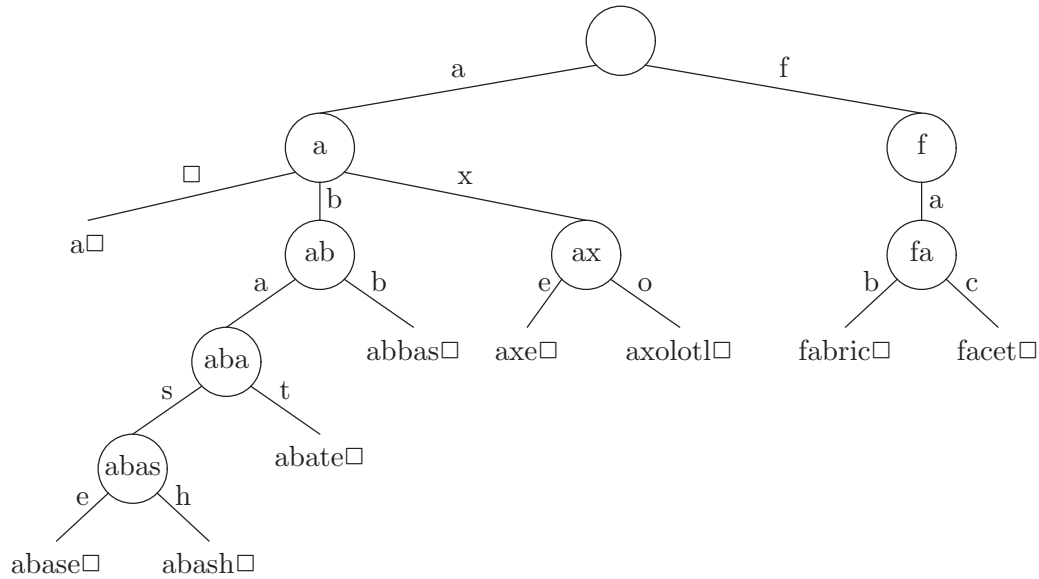 a f
a f
□ b x a
a□ ab ax fa
a b e o b c
aba abbas□ axe□ axolotl□ fabric□ facet□
s t
abas abate□
e h
abase□ abash□